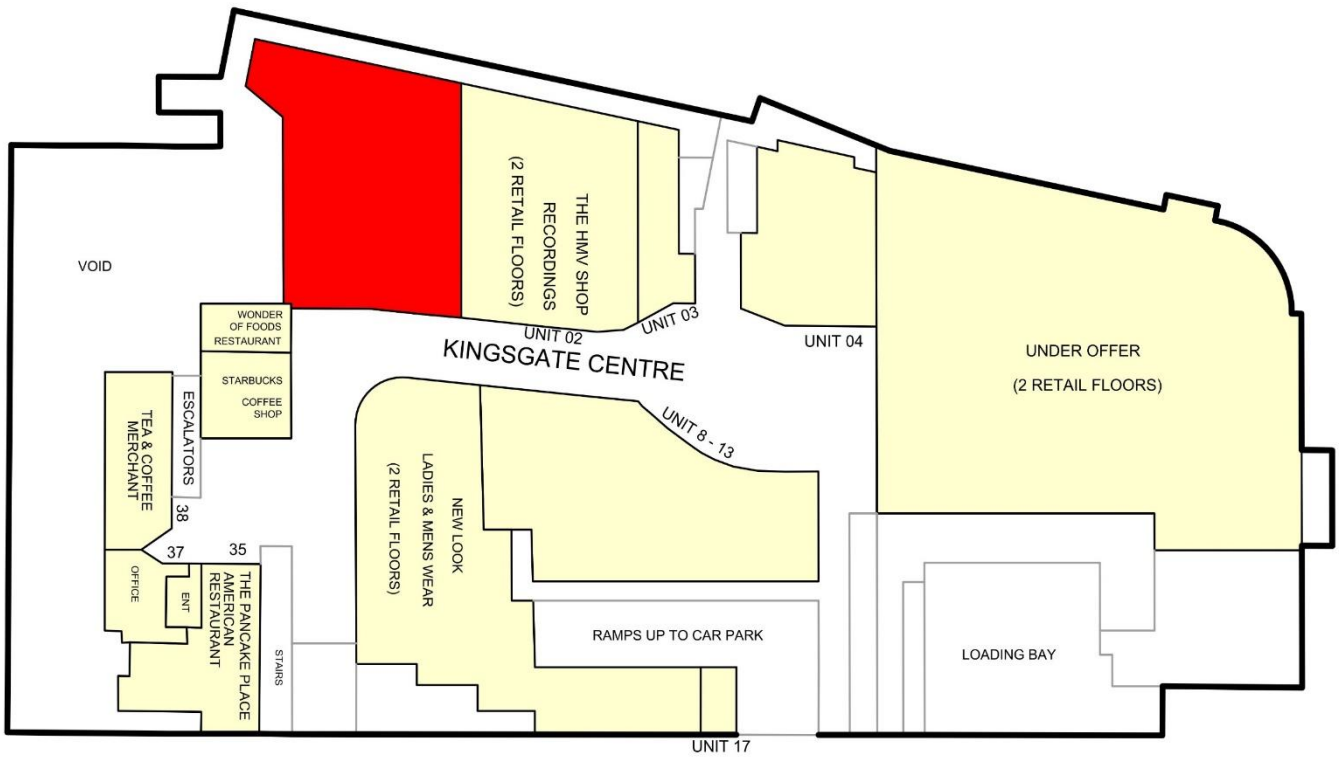 VOID
THE HMV SHOP
RECORDINGS
(2 RETAIL FLOORS)
WONDER
OF FOODS
RESTAURANT
UNIT 02
UNIT 03
UNIT 04
KINGSGATE CENTRE
UNDER OFFER
(2 RETAIL FLOORS)
STARBUCKS
COFFEE
SHOP
ESCALATORS
TEA & COFFEE
MERCHANT
UNIT 8 - 13
NEW LOOK
LADIES & MENS WEAR
(2 RETAIL FLOORS)
38
37
35
OFFICE
ENT
THE PANCAKE PLACE
AMERICAN
RESTAURANT
STAIRS
RAMPS UP TO CAR PARK
LOADING BAY
UNIT 17